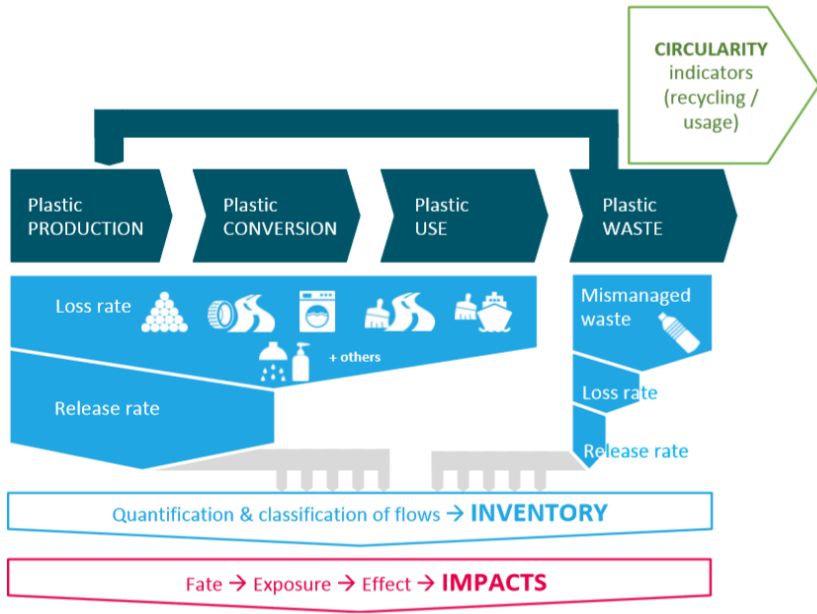 CIRCULARITY
indicators
(recycling /
usage)
Plastic
PRODUCTION
Plastic
CONVERSION
Plastic
USE
Plastic
WASTE
Loss rate
+ others
Release rate
Mismanaged
waste
Loss rate
Release rate
Quantification & classification of flows → INVENTORY
Fate → Exposure → Effect → IMPACTS